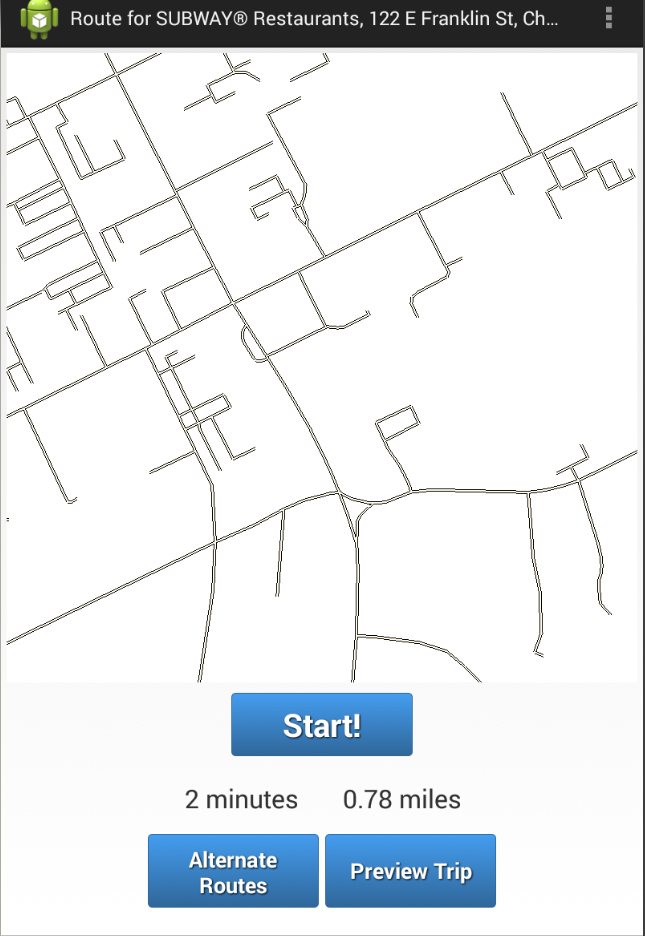 Route for SUBWAY® Restaurants, 122 E Franklin St, Ch...
Start!
2 minutes 0.78 miles
Alternate
Routes
Preview Trip